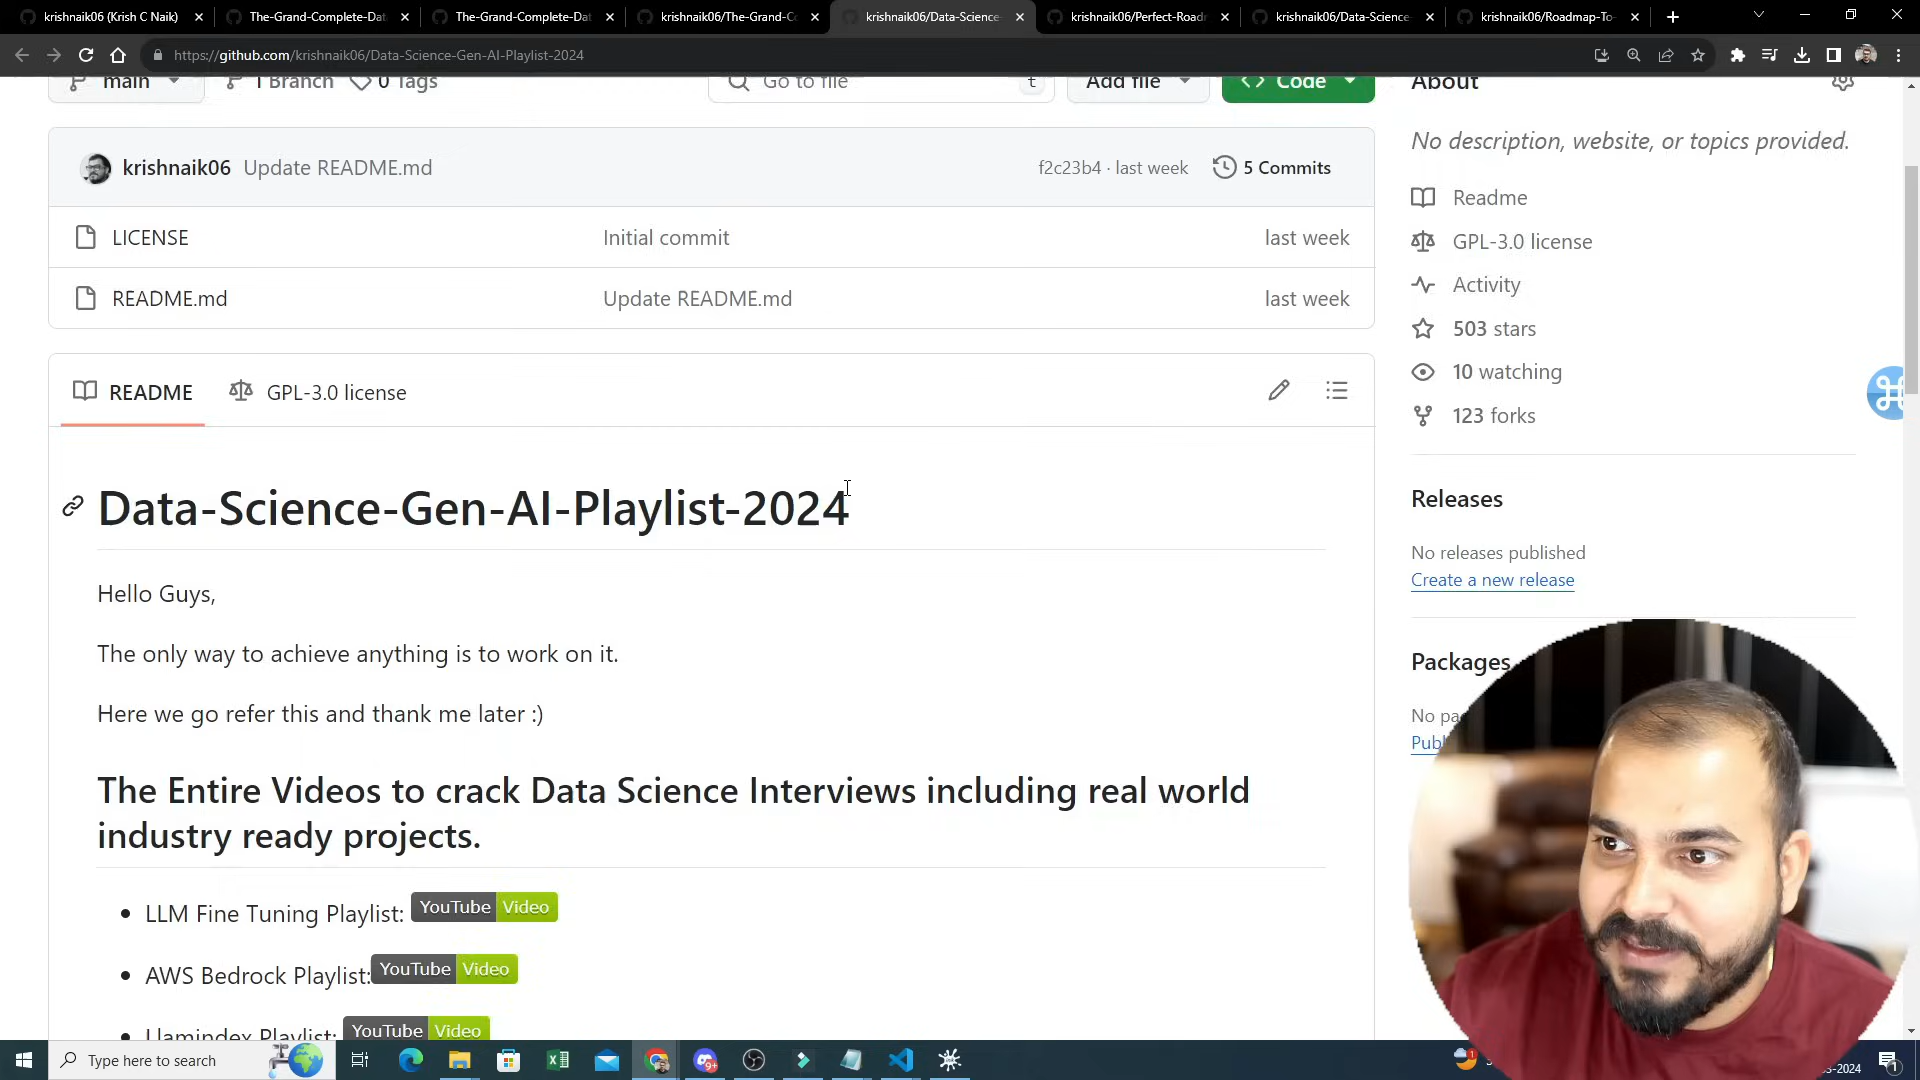 krishnaik06 (Krish C Naik)
The-Grand-Complete-Dat
The-Grand-Complete-Dat
krishnaik06/The-Grand-Co
krishnaik06/Data-Science-
krishnaik06/Perfect-Road
krishnaik06/Data-Science-
krishnaik06/Roadmap-To-
https://github.com/krishnaik06/Data-Science-Gen-AI-Playlist-2024
main
1 Branch
0 Tags
Go to file
t
Add file
Code
About
No description, website, or topics provided.
krishnaik06 Update README.md
f2c23b4 · last week
5 Commits
LICENSE
Initial commit
last week
README.md
Update README.md
last week
Readme
GPL-3.0 license
Activity
503 stars
10 watching
123 forks
README
GPL-3.0 license
Releases
No releases published
Create a new release
Packages
No pa
Publ
Data-Science-Gen-AI-Playlist-2024
Hello Guys,
The only way to achieve anything is to work on it.
Here we go refer this and thank me later :)
The Entire Videos to crack Data Science Interviews including real world
industry ready projects.
LLM Fine Tuning Playlist: YouTube Video
AWS Bedrock Playlist: YouTube Video
Llamindex Playlist: YouTube Video
Type here to search
-2024